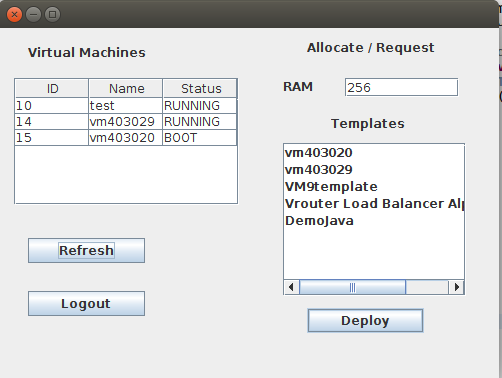 Virtual Machines
ID Name Status
10 test RUNNING
14 vm403029 RUNNING
15 vm403020 BOOT
Refresh
Logout
Allocate / Request
RAM 256
Templates
vm403020
vm403029
VM9template
Vrouter Load Balancer Alp
DemoJava
Deploy